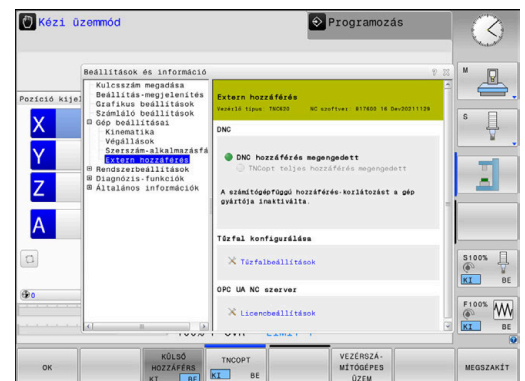 Kézi üzemmód
Programozás
Beállítások és információ
Kulcsszám megadása
Beállítás-megjelenítés
Grafikus beállítások
Számláló beállítások
Gép beállításai
Kinematika
Végállások
Szerszám-alkalmazásfá
Extern hozzáférés
Rendszerbeállítások
Diagnózis-funkciók
Általános információk
Pozíció kijel
X
Y
Z
A
0
Extern hozzáférés
Vezérlő típus: TNC620 NC szoftver: 817600 16 Dev20211129
DNC
DNC hozzáférés megengedett
TNCopt teljes hozzáférés megengedett
A számítógépfüggő hozzáférés-korlátozást a gép
gyártója inaktiválta.
Tűzfal konfigurálása
Tűzfalbeállítások
OPC UA NC szerver
Licencbeállítások
M
S
S100%
KI BE
F100%
KI BE
OK
KÜLSŐ
HOZZÁFÉRS
KI BE
TNCOPT
KI BE
VEZÉRSZÁ-
MÍTÓGÉPES
ÜZEM
MEGSZAKÍT